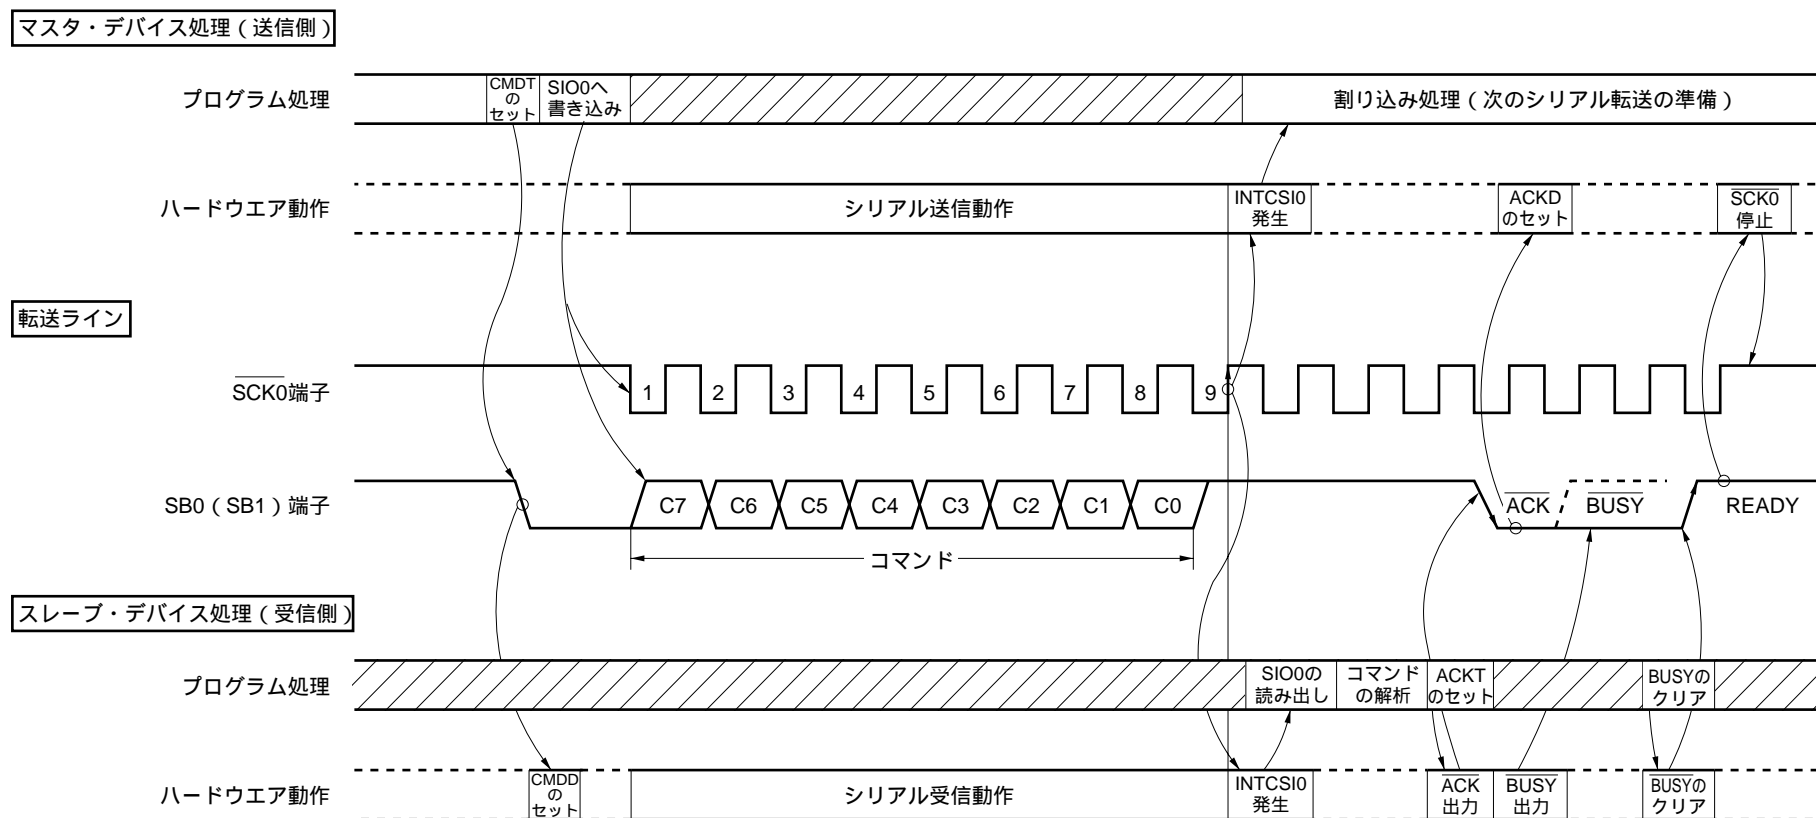 マスタ・デバイス処理（送信側）
プログラム処理
CMDT
の
セット
SIO0へ
書き込み
割り込み処理（次のシリアル転送の準備）
ハードウエア動作
シリアル送信動作
INTCSI0
発生
ACKD
のセット
SCK0
停止
転送ライン
SCK0端子
1 2 3 4 5 6 7 8 9
SB0（SB1）端子
C7 C6 C5 C4 C3 C2 C1 C0
ACK BUSY READY
コマンド
スレーブ・デバイス処理（受信側）
プログラム処理
SIO0の
読み出し
コマンド
の解析
ACKT
のセット
BUSYの
クリア
ハードウエア動作
CMDD
の
セット
シリアル受信動作
INTCSI0
発生
ACK
出力
BUSY
出力
BUSYの
クリア